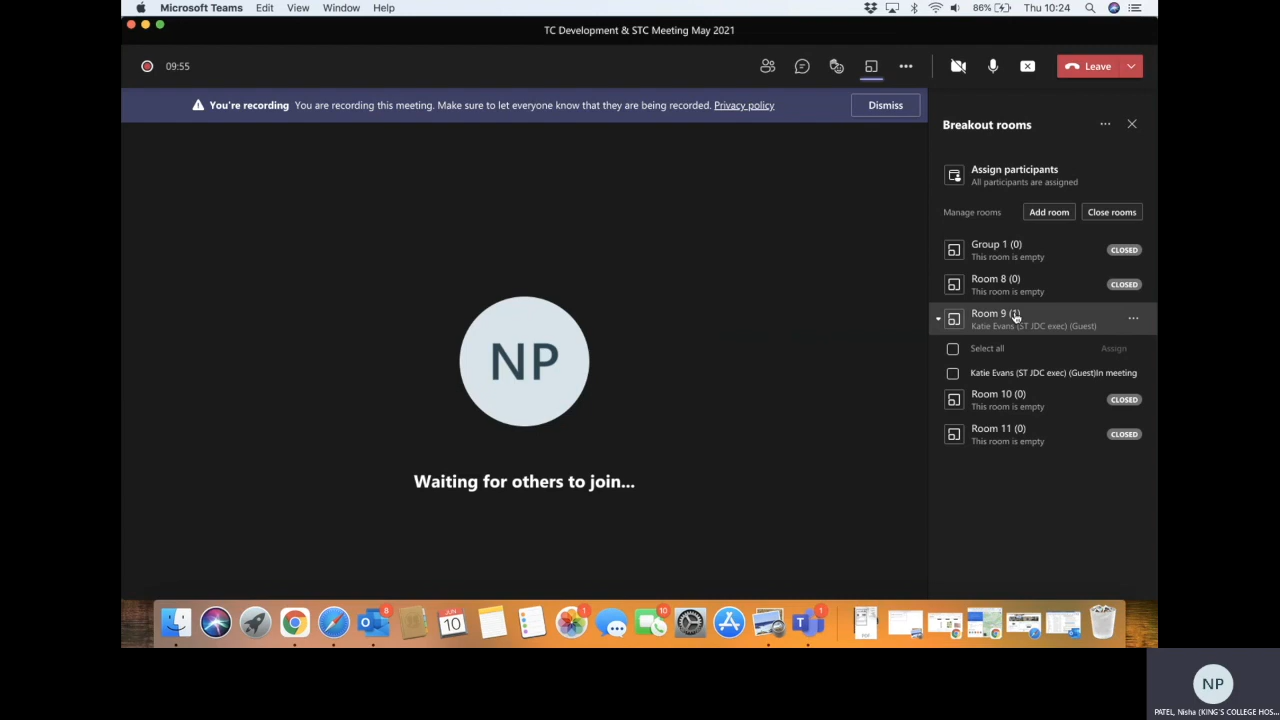 Microsoft Teams Edit View Window Help 86% Thu 10:24
TC Development & STC Meeting May 2021
09:55
Leave
You're recording You are recording this meeting. Make sure to let everyone know that they are being recorded. Privacy policy Dismiss
Breakout rooms
Assign participants
All participants are assigned
Manage rooms Add room Close rooms
Group 1 (0)
This room is empty
CLOSED
Room 8 (0)
This room is empty
CLOSED
Room 9 (1)
Katie Evans (ST JDC exec) (Guest)
Select all Assign
Katie Evans (ST JDC exec) (Guest)In meeting
Room 10 (0)
This room is empty
CLOSED
Room 11 (0)
This room is empty
CLOSED
NP
Waiting for others to join...
8
JUN
10
1
10
1
PDF
NP
PATEL, Nisha (KING'S COLLEGE HOS...